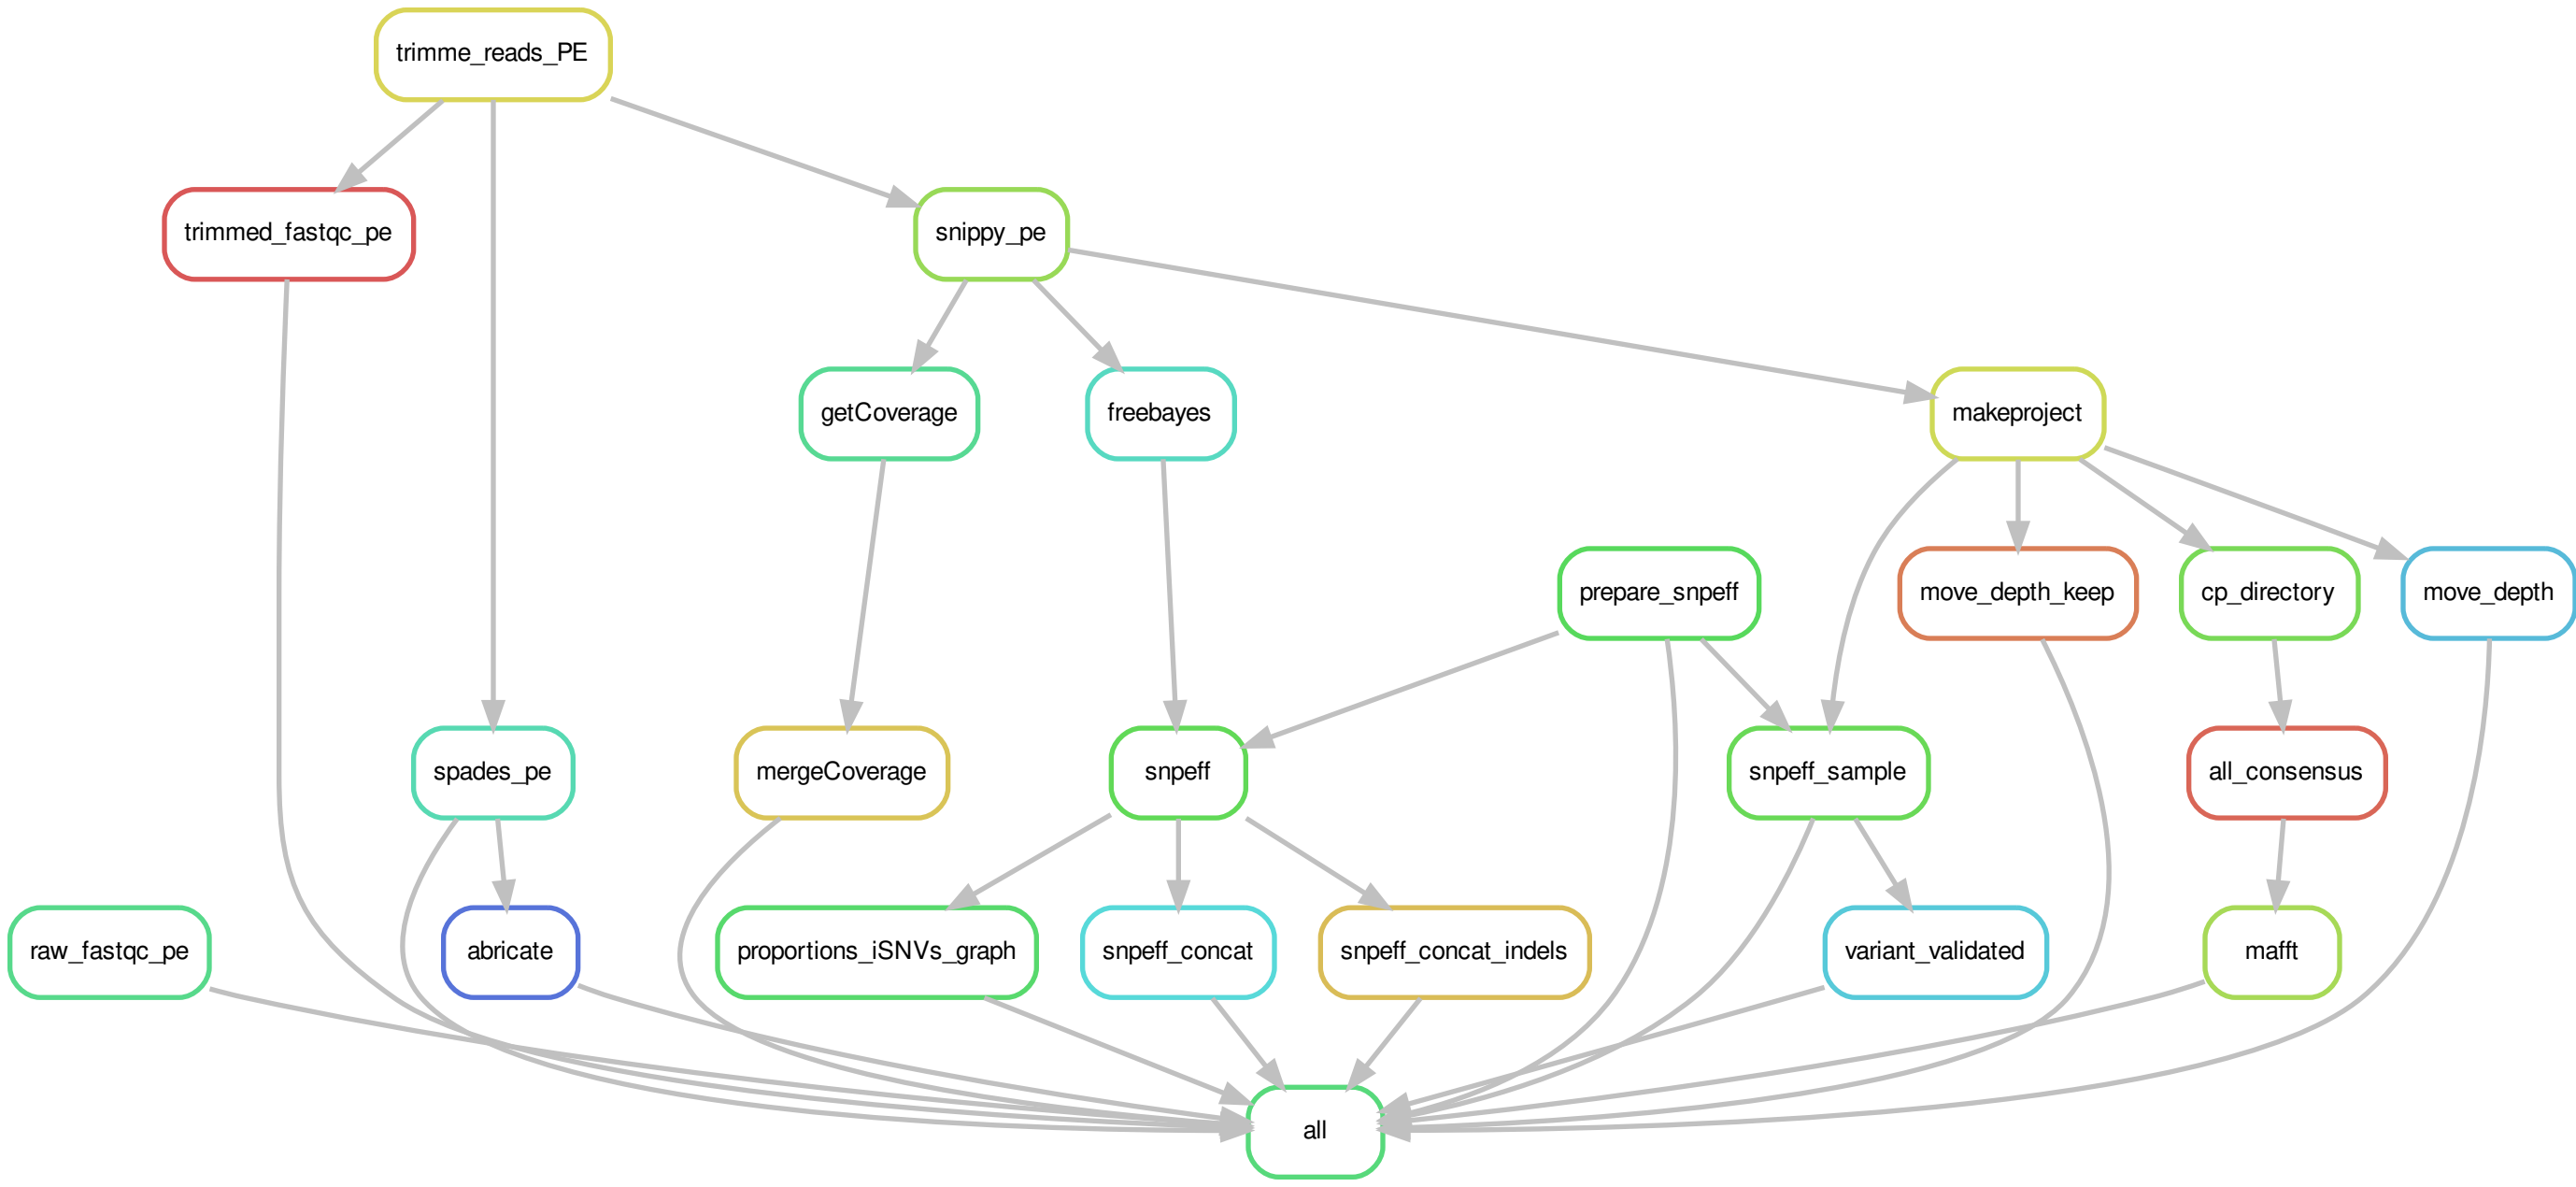 trimme_reads_PE
trimmed_fastqc_pe
snippy_pe
getCoverage
freebayes
makeproject
prepare_snpeff
move_depth_keep
cp_directory
move_depth
spades_pe
mergeCoverage
snpeff
snpeff_sample
all_consensus
raw_fastqc_pe
abricate
proportions_iSNVs_graph
snpeff_concat
snpeff_concat_indels
variant_validated
mafft
all